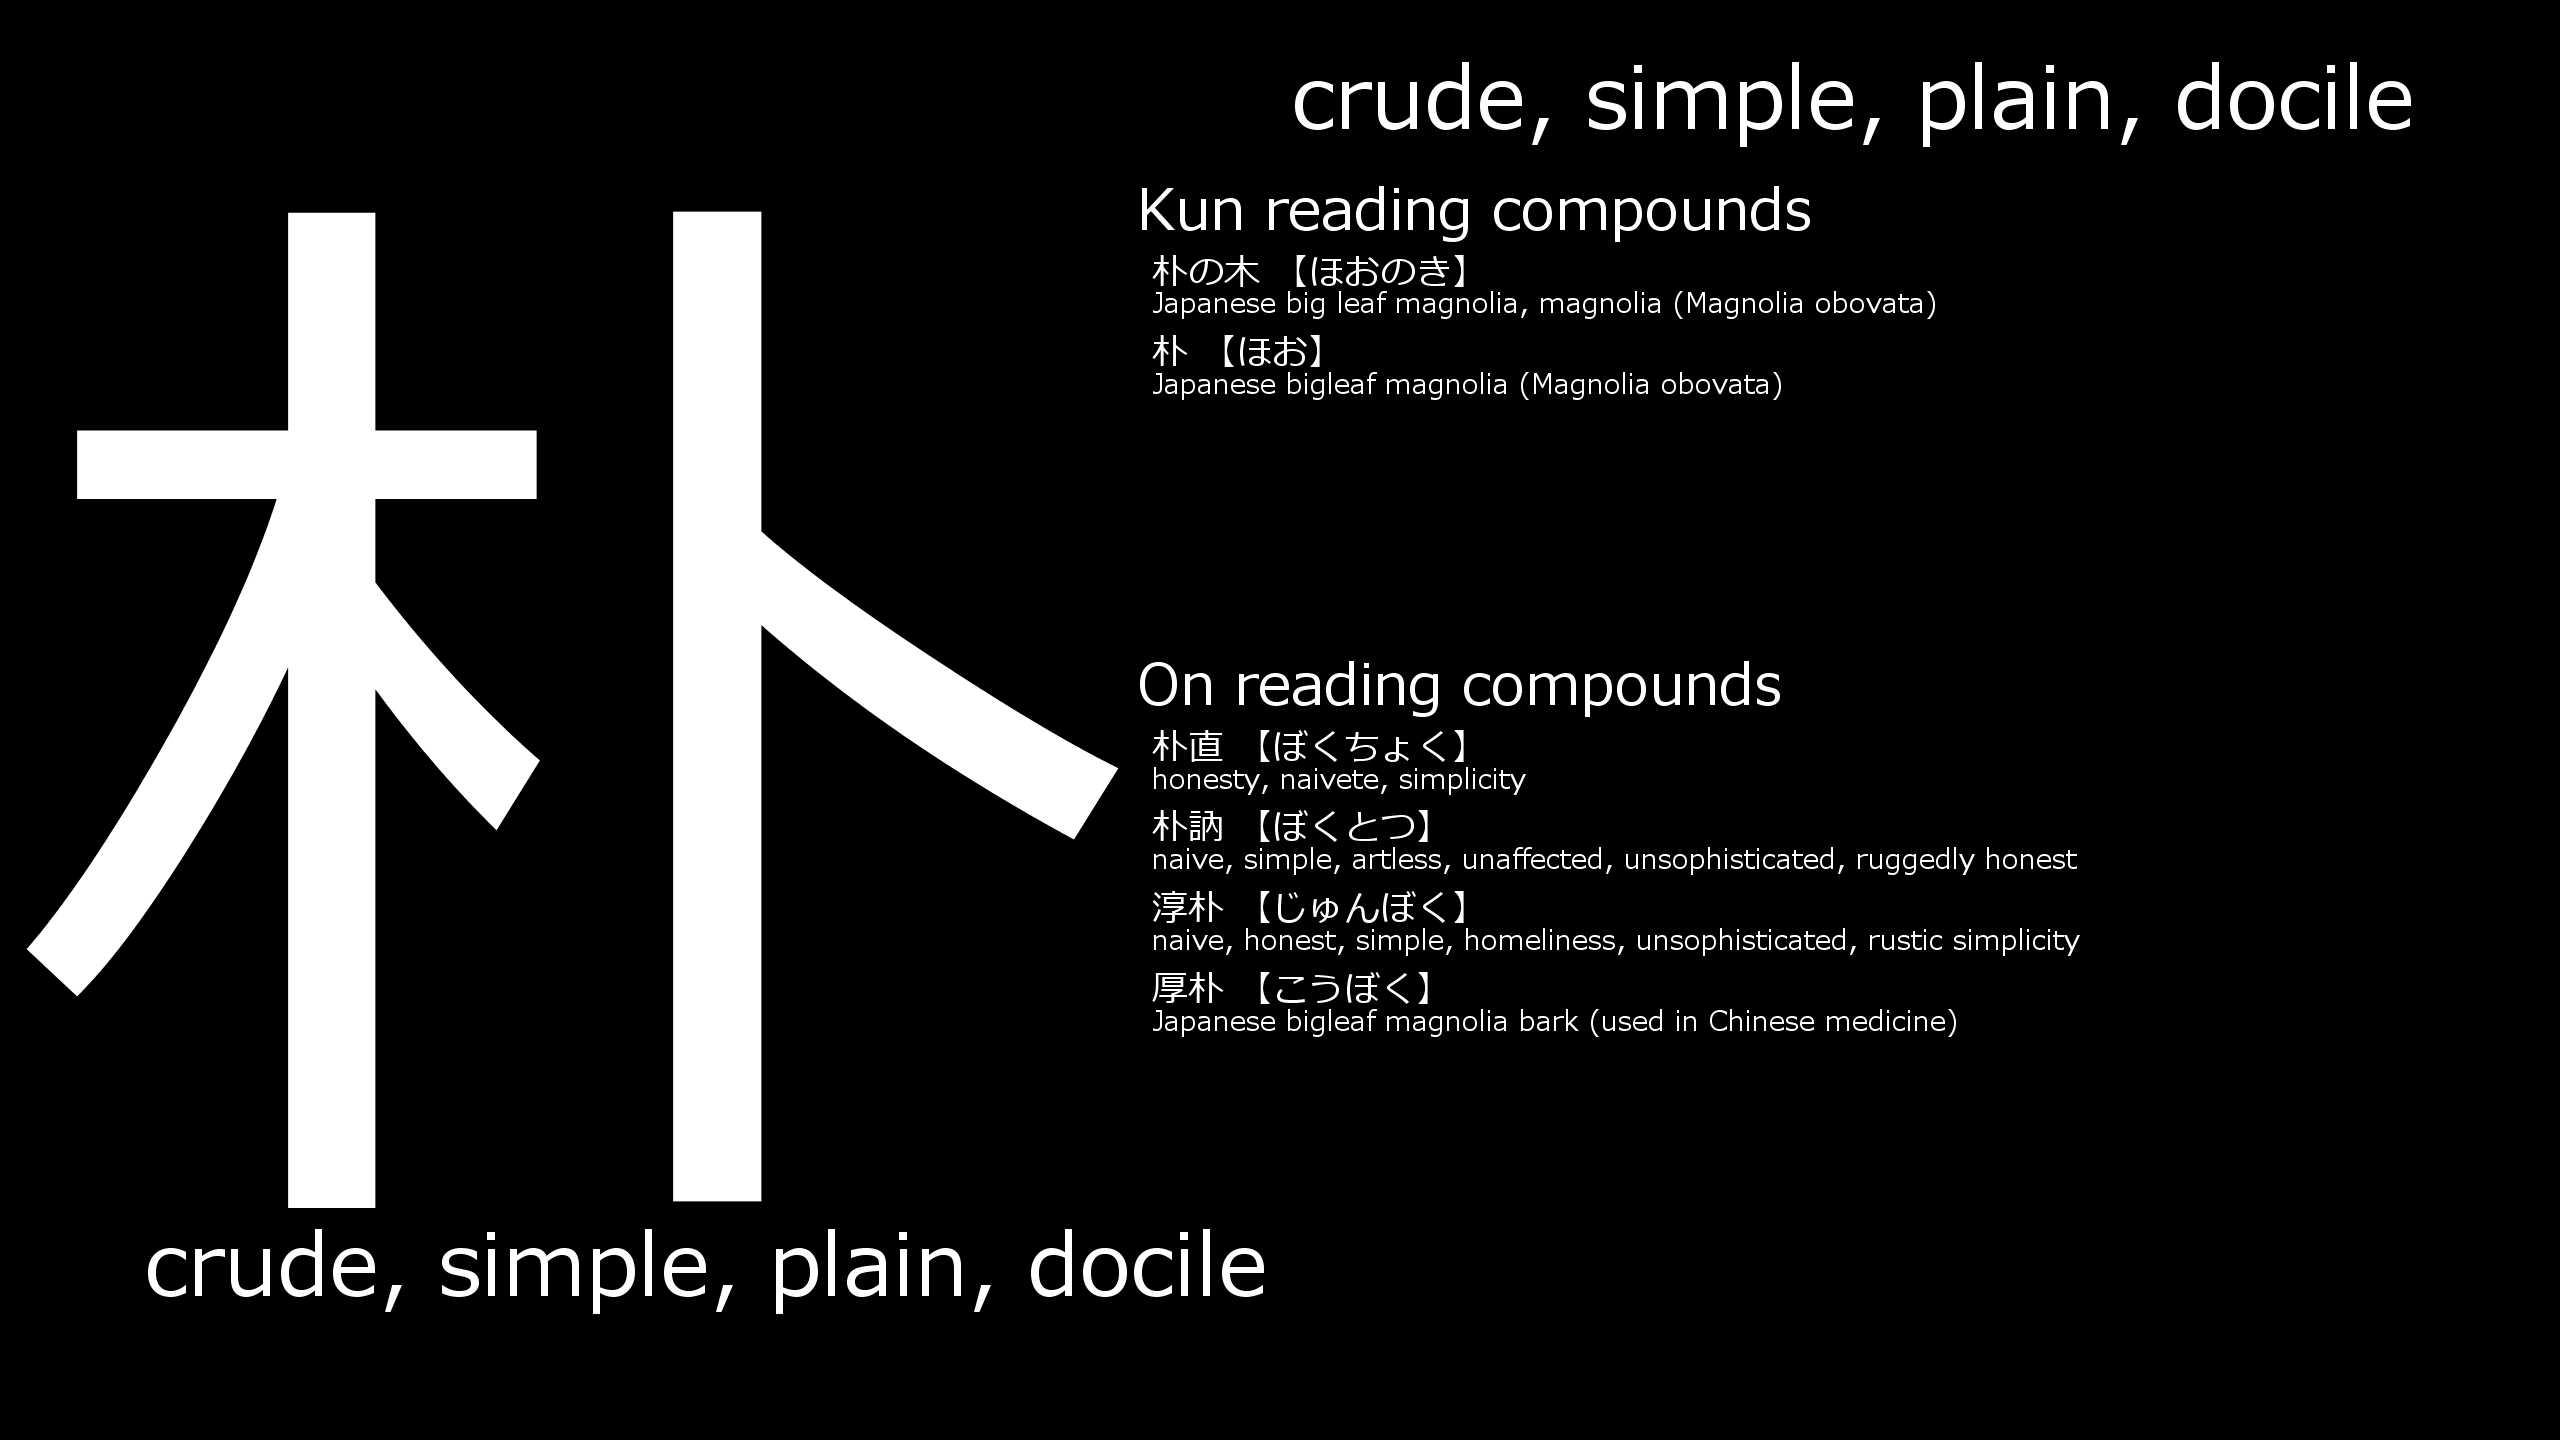 朴
crude, simple, plain, docile
crude, simple, plain, docile
Kun reading compounds
朴の木 【ほおのき】
Japanese big leaf magnolia, magnolia (Magnolia obovata)
朴 【ほお】
Japanese bigleaf magnolia (Magnolia obovata)
On reading compounds
朴直 【ぼくちょく】
honesty, naivete, simplicity
朴訥 【ぼくとつ】
naive, simple, artless, unaffected, unsophisticated, ruggedly honest
淳朴 【じゅんぼく】
naive, honest, simple, homeliness, unsophisticated, rustic simplicity
厚朴 【こうぼく】
Japanese bigleaf magnolia bark (used in Chinese medicine)